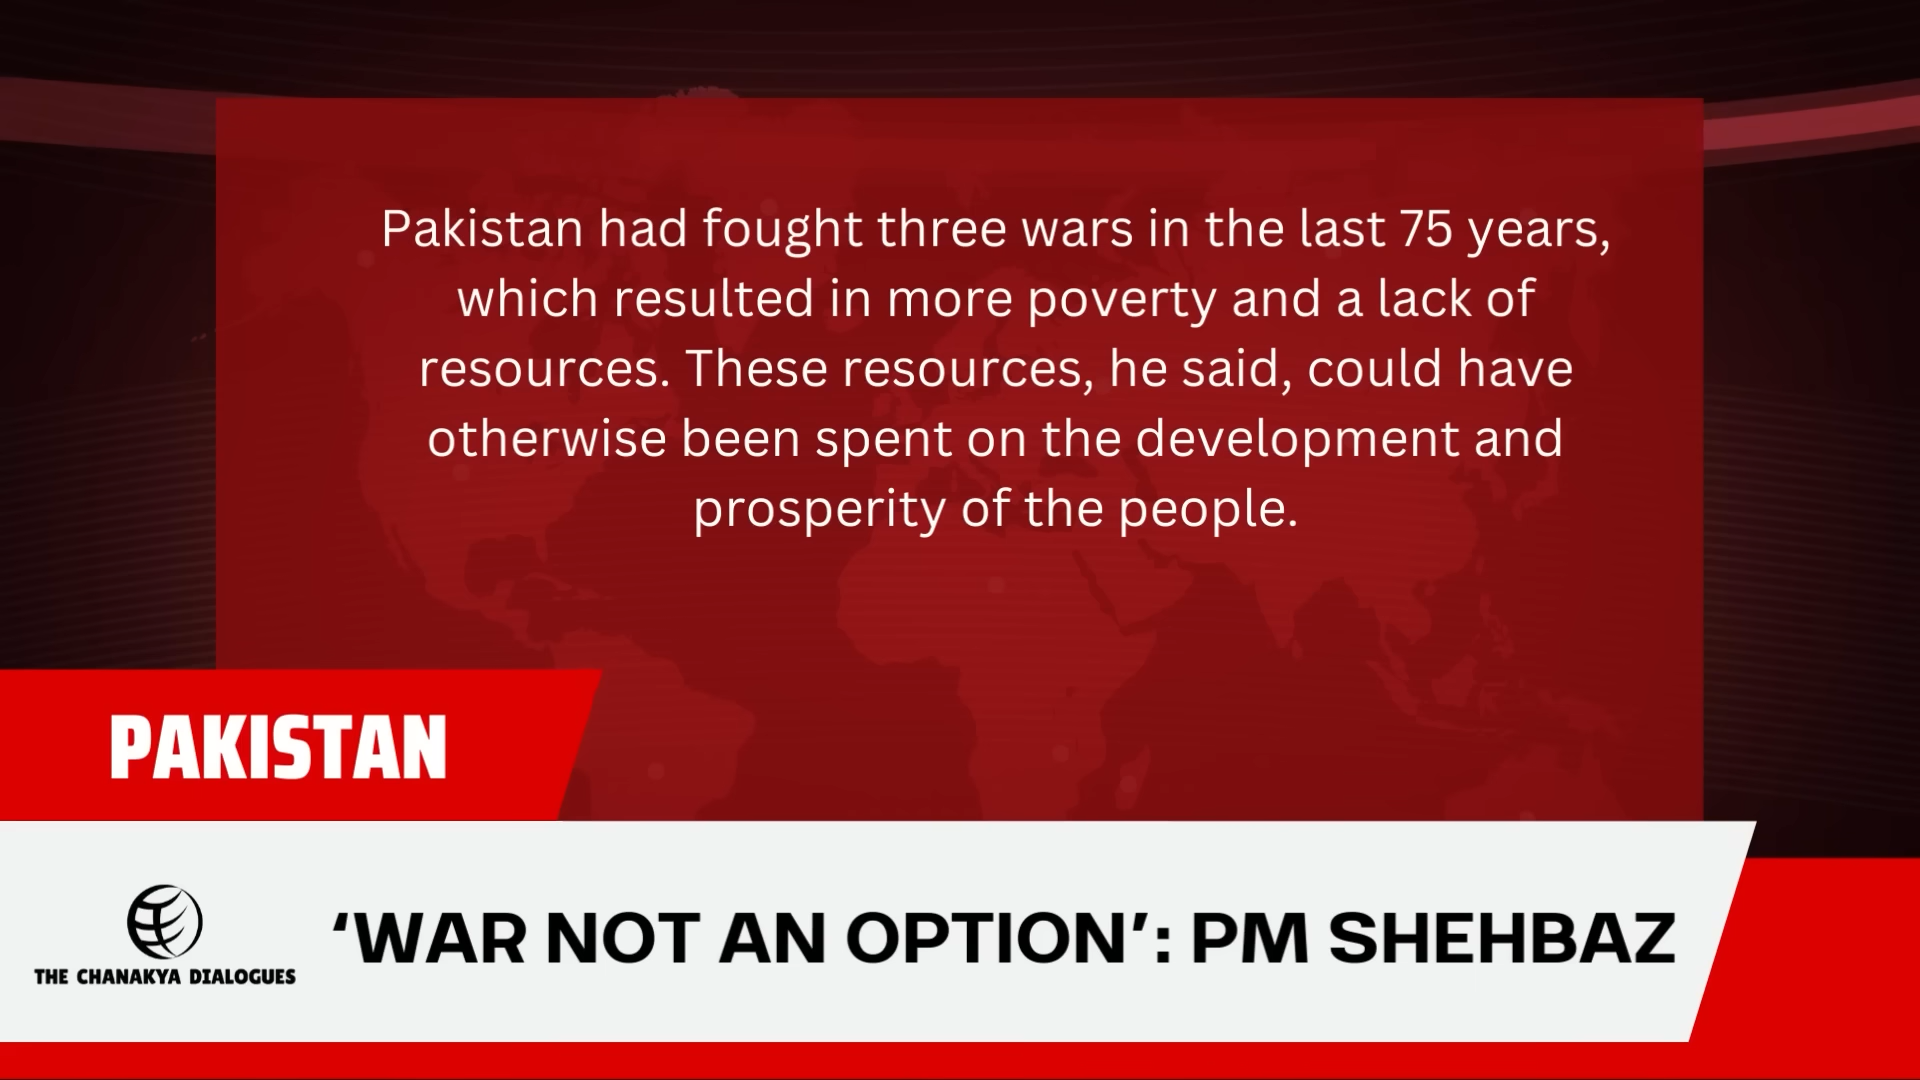 Pakistan had fought three wars in the last 75 years,
which resulted in more poverty and a lack of
resources. These resources, he said, could have
otherwise been spent on the development and
prosperity of the people.
PAKISTAN
THE CHANAKYA DIALOGUES
‘WAR NOT AN OPTION’: PM SHEHBAZ